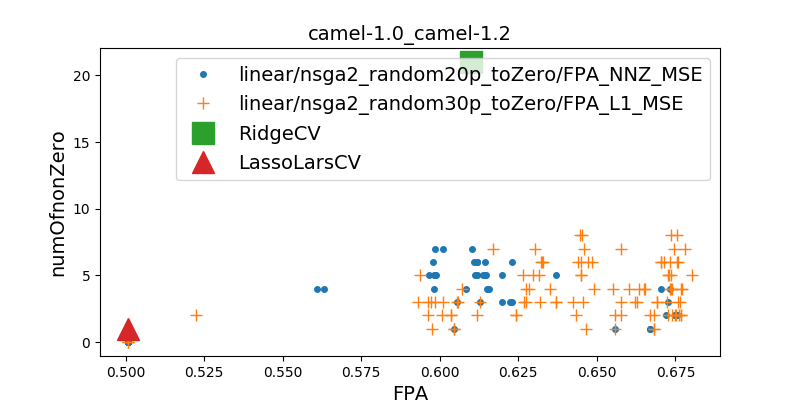 camel-1.0_camel-1.2
linear/nsga2_random20p_toZero/FPA_NNZ_MSE
linear/nsga2_random30p_toZero/FPA_L1_MSE
RidgeCV
LassoLarsCV
numOfnonZero
20
15
10
5
0
0.500 0.525 0.550 0.575 0.600 0.625 0.650 0.675
FPA